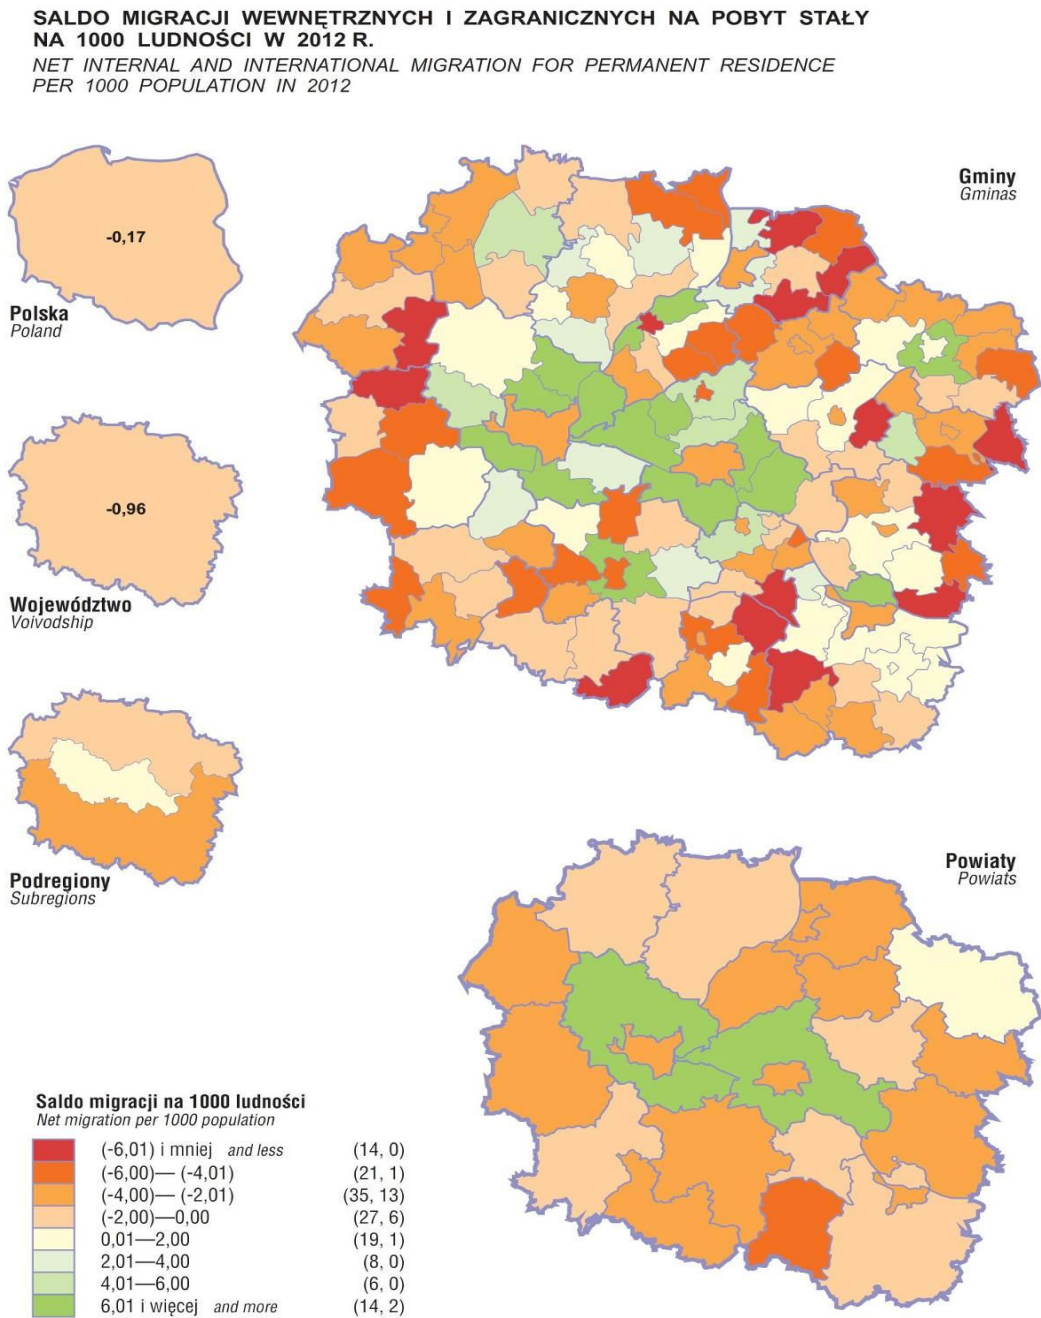 SALDO MIGRACJI WEWNĘTRZNYCH I ZAGRANICZNYCH NA POBYT STAŁY
NA 1000 LUDNOŚCI W 2012 R.
NET INTERNAL AND INTERNATIONAL MIGRATION FOR PERMANENT RESIDENCE
PER 1000 POPULATION IN 2012
Gminy
Gminas
-0,17
Polska
Poland
-0,96
Województwo
Voivodship
Podregiony
Subregions
Powiaty
Powiats
Saldo migracji na 1000 ludności
Net migration per 1000 population
(-6,01) i mniej and less (14, 0)
(-6,00)— (-4,01) (21, 1)
(-4,00)— (-2,01) (35, 13)
(-2,00)—0,00 (27, 6)
0,01—2,00 (19, 1)
2,01—4,00 (8, 0)
4,01—6,00 (6, 0)
6,01 i więcej and more (14, 2)